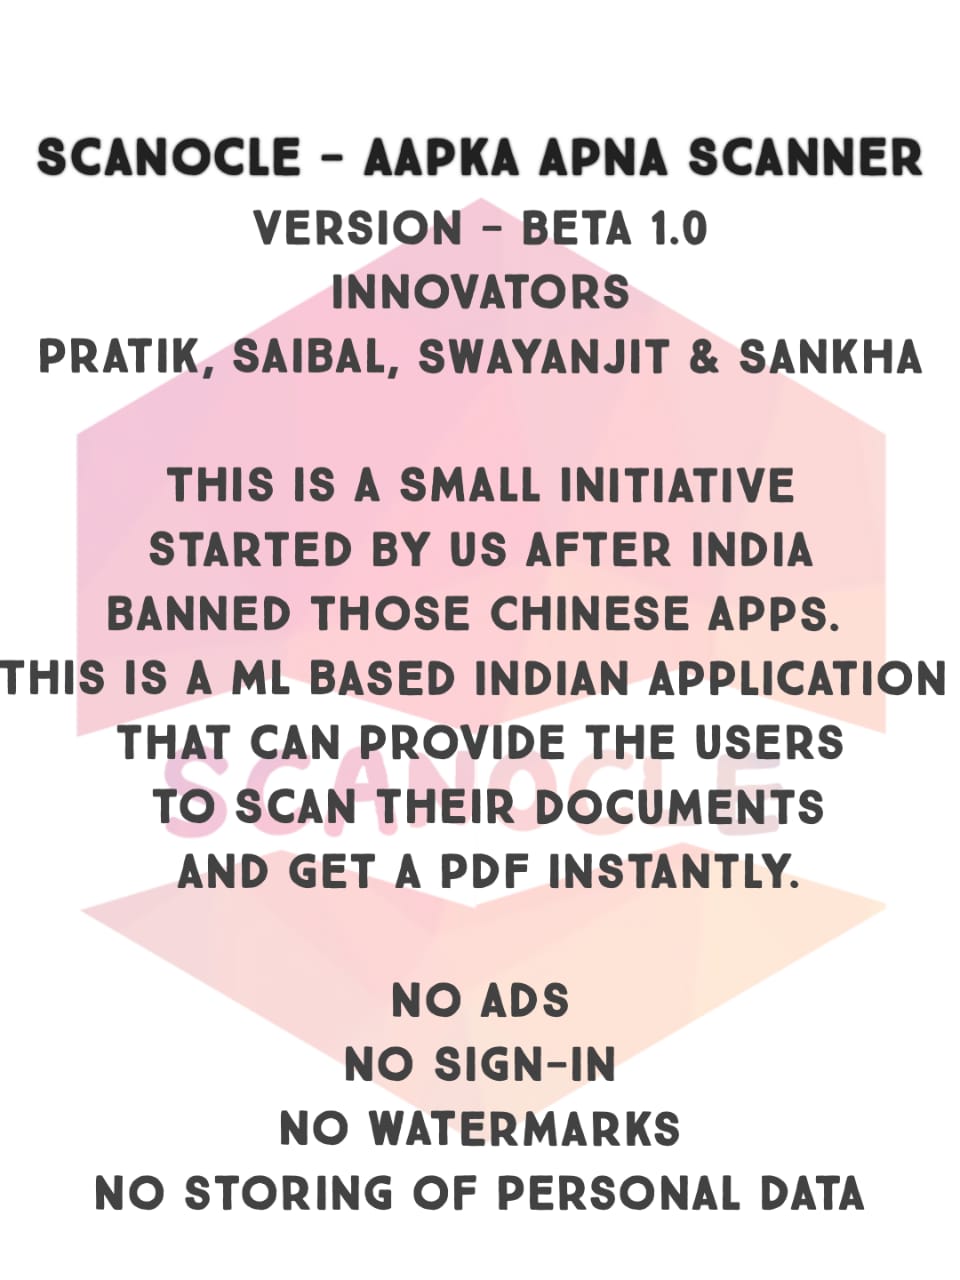 SCANOCLE - AAPKA APNA SCANNER
VERSION - BETA 1.0
INNOVATORS
PRATIK, SAIBAL, SWAYANJIT & SANKHA
THIS IS A SMALL INITIATIVE
STARTED BY US AFTER INDIA
BANNED THOSE CHINESE APPS.
THIS IS A ML BASED INDIAN APPLICATION
THAT CAN PROVIDE THE USERS
SCANOCLE
TO SCAN THEIR DOCUMENTS
AND GET A PDF INSTANTLY.
NO ADS
NO SIGN-IN
NO WATERMARKS
NO STORING OF PERSONAL DATA